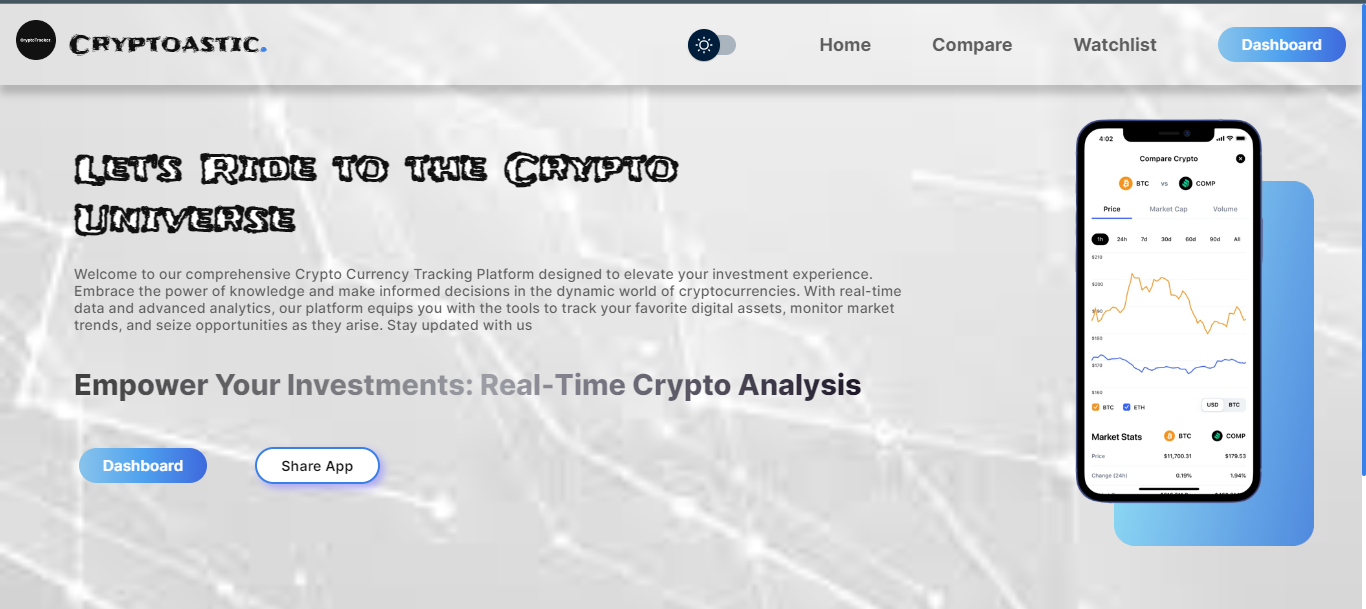 CryptoTracker.
Cryptoastic.
Home
Compare
Watchlist
Dashboard
Let's Ride to the Crypto
Universe
Welcome to our comprehensive Crypto Currency Tracking Platform designed to elevate your investment experience.
Embrace the power of knowledge and make informed decisions in the dynamic world of cryptocurrencies. With real-time
data and advanced analytics, our platform equips you with the tools to track your favorite digital assets, monitor market
trends, and seize opportunities as they arise. Stay updated with us
Empower Your Investments: Real-Time Crypto Analysis
Dashboard
Share App
4:02
Compare Crypto
BTC vs COMP
Price Market Cap Volume
1h 24h 7d 30d 60d 90d All
$210
$200
$190
$180
$170
$160
BTC ETH USD BTC
Market Stats BTC COMP
Price $11,700.31 $179.53
Change (24h) 0.19% 1.94%